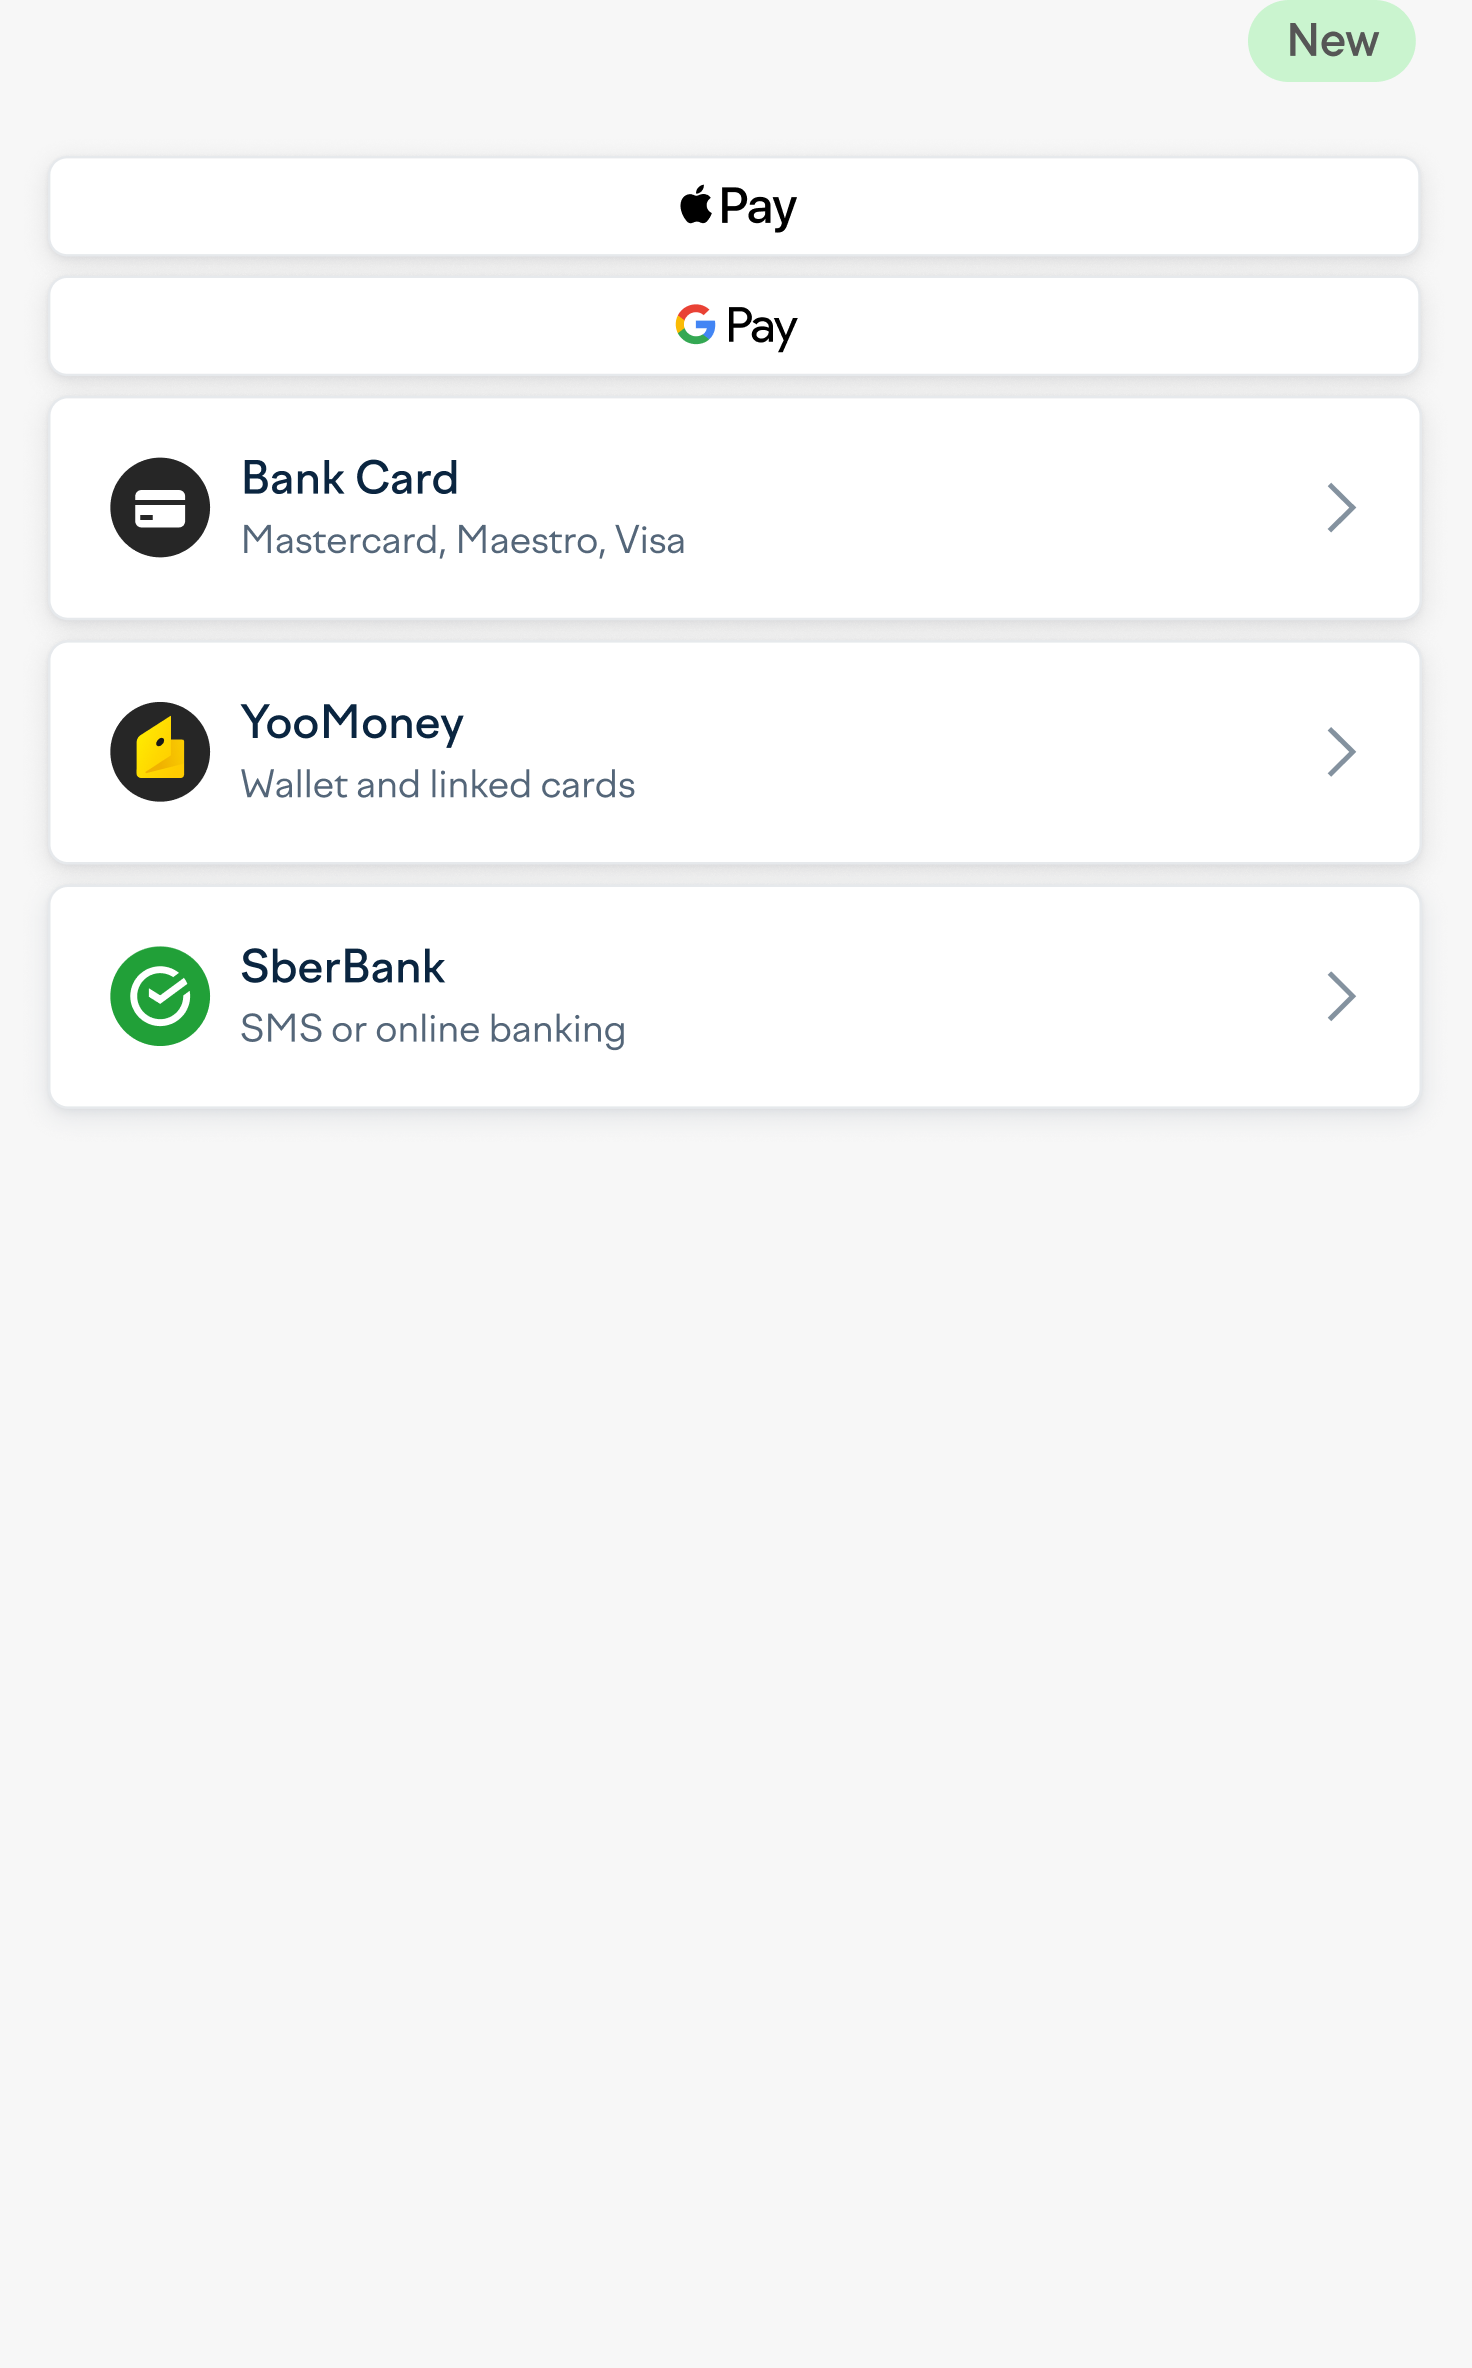 New
Pay
G Pay
Bank Card
Mastercard, Maestro, Visa
YooMoney
Wallet and linked cards
SberBank
SMS or online banking